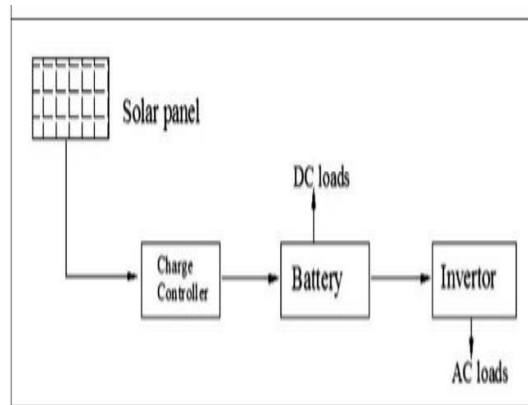 Solar panel
DC loads
Charge
Controller
Battery
Invertor
AC loads